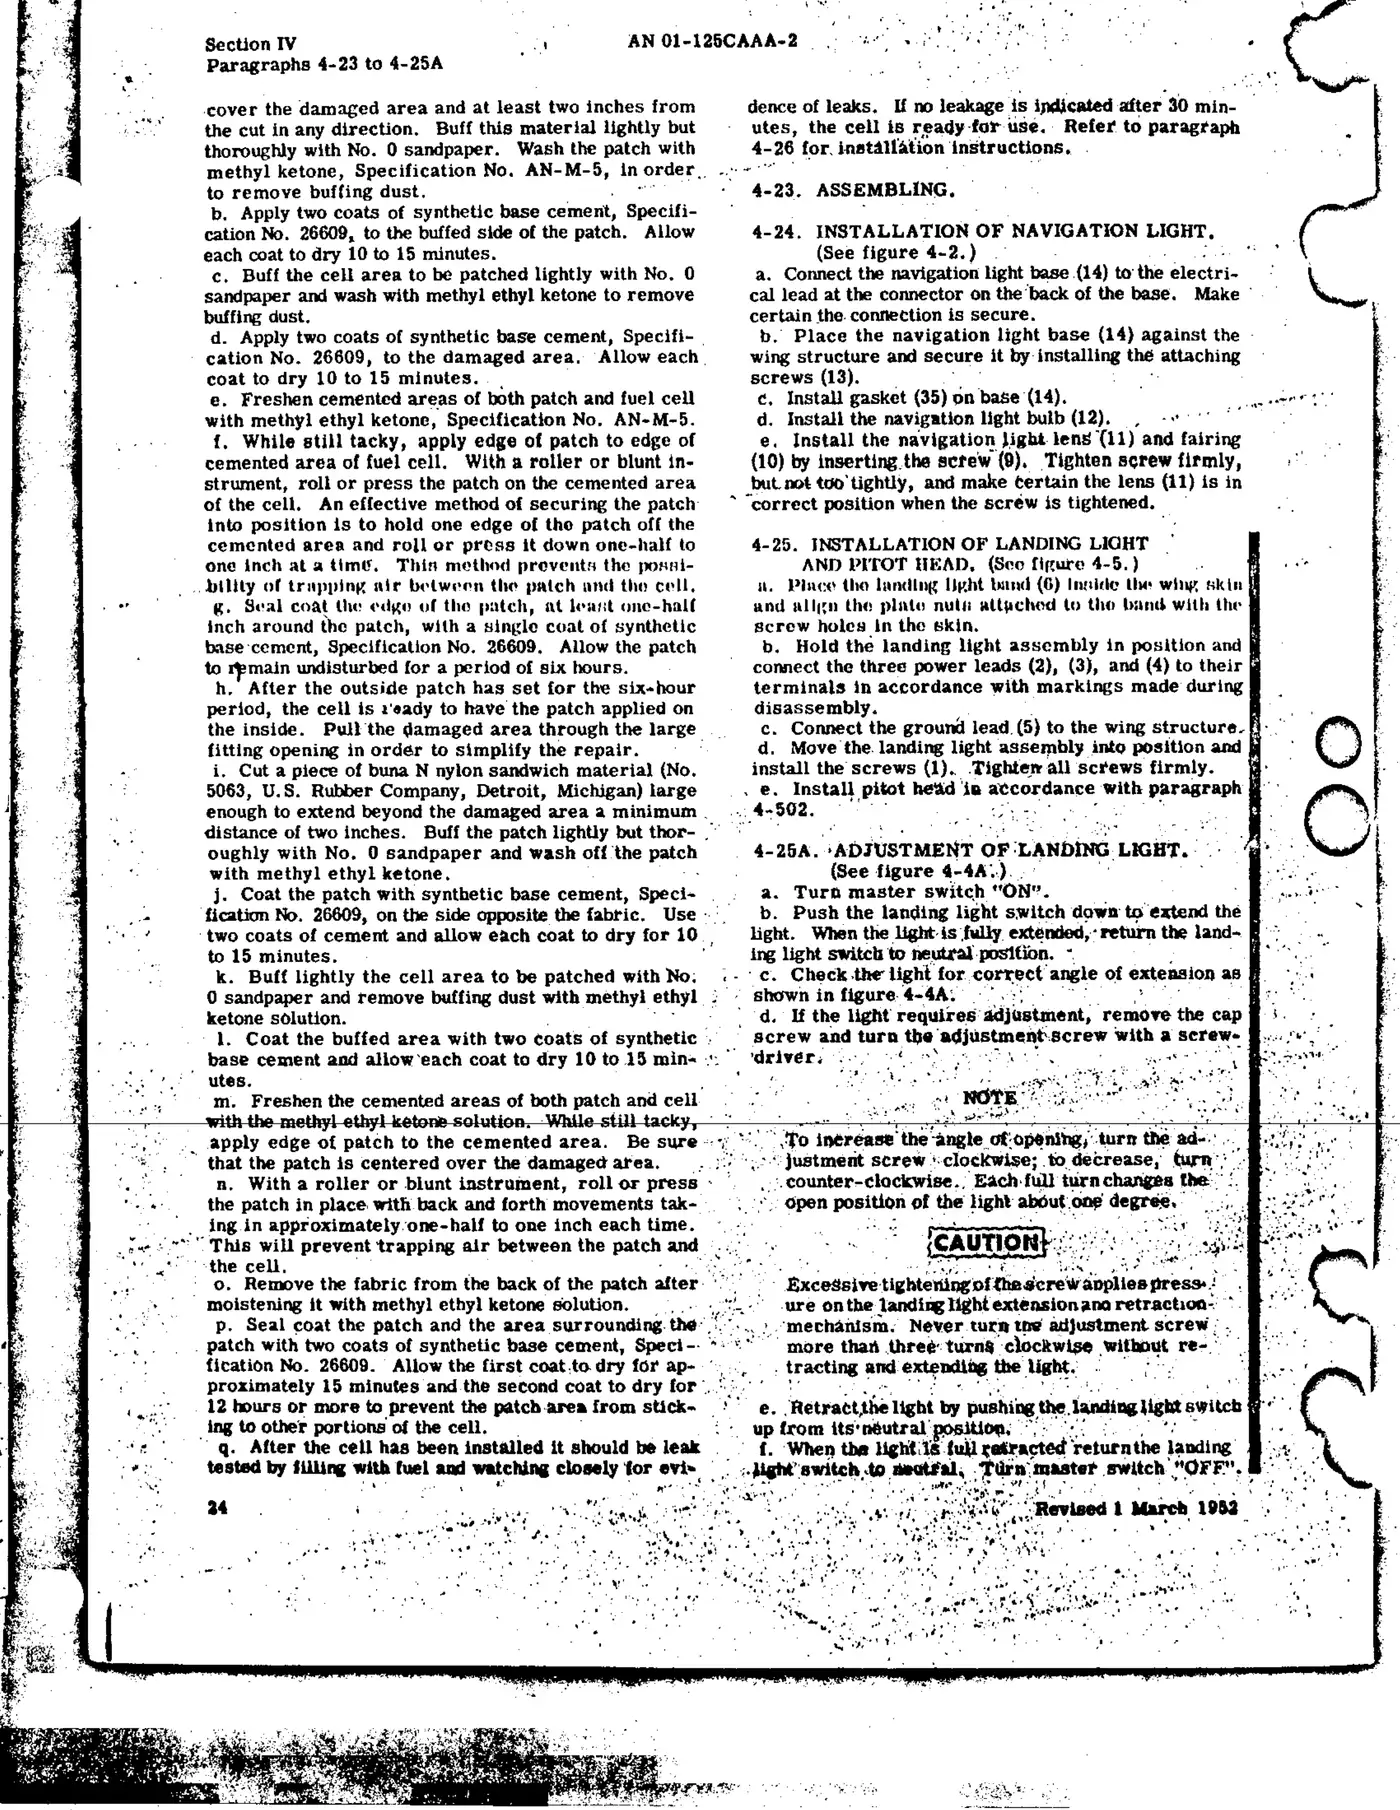 Section IV
Paragraphs 4-23 to 4-25A
AN 01-125CAAA-2
cover the damaged area and at least two inches from
the cut in any direction. Buff this material lightly but
thoroughly with No. 0 sandpaper. Wash the patch with
methyl ketone, Specification No. AN-M-5, in order
to remove buffing dust.
b. Apply two coats of synthetic base cement, Specifi-
cation No. 26609, to the buffed side of the patch. Allow
each coat to dry 10 to 15 minutes.
c. Buff the cell area to be patched lightly with No. 0
sandpaper and wash with methyl ethyl ketone to remove
buffing dust.
d. Apply two coats of synthetic base cement, Specifi-
cation No. 26609, to the damaged area. Allow each
coat to dry 10 to 15 minutes.
e. Freshen cemented areas of both patch and fuel cell
with methyl ethyl ketone, Specification No. AN-M-5.
f. While still tacky, apply edge of patch to edge of
cemented area of fuel cell. With a roller or blunt in-
strument, roll or press the patch on the cemented area
of the cell. An effective method of securing the patch
into position is to hold one edge of the patch off the
cemented area and roll or press it down one-half to
one inch at a time. This method prevents the possi-
bility of trapping air between the patch and the cell.
g. Seal coat the edge of the patch, at least one-half
inch around the patch, with a single coat of synthetic
base cement, Specification No. 26609. Allow the patch
to remain undisturbed for a period of six hours.
h. After the outside patch has set for the six-hour
period, the cell is ready to have the patch applied on
the inside. Pull the damaged area through the large
fitting opening in order to simplify the repair.
i. Cut a piece of buna N nylon sandwich material (No.
5063, U.S. Rubber Company, Detroit, Michigan) large
enough to extend beyond the damaged area a minimum
distance of two inches. Buff the patch lightly but thor-
oughly with No. 0 sandpaper and wash off the patch
with methyl ethyl ketone.
j. Coat the patch with synthetic base cement, Speci-
fication No. 26609, on the side opposite the fabric. Use
two coats of cement and allow each coat to dry for 10
to 15 minutes.
k. Buff lightly the cell area to be patched with No.
0 sandpaper and remove buffing dust with methyl ethyl
ketone solution.
l. Coat the buffed area with two coats of synthetic
base cement and allow each coat to dry 10 to 15 min-
utes.
m. Freshen the cemented areas of both patch and cell
with the methyl ethyl ketone solution. While still tacky,
apply edge of patch to the cemented area. Be sure
that the patch is centered over the damaged area.
n. With a roller or blunt instrument, roll or press
the patch in place with back and forth movements tak-
ing in approximately one-half to one inch each time.
This will prevent trapping air between the patch and
the cell.
o. Remove the fabric from the back of the patch after
moistening it with methyl ethyl ketone solution.
p. Seal coat the patch and the area surrounding the
patch with two coats of synthetic base cement, Speci-
fication No. 26609. Allow the first coat to dry for ap-
proximately 15 minutes and the second coat to dry for
12 hours or more to prevent the patch area from stick-
ing to other portions of the cell.
q. After the cell has been installed it should be leak
tested by filling with fuel and watching closely for evi-
dence of leaks. If no leakage is indicated after 30 min-
utes, the cell is ready for use. Refer to paragraph
4-26 for installation instructions.
4-23. ASSEMBLING.
4-24. INSTALLATION OF NAVIGATION LIGHT.
(See figure 4-2.)
a. Connect the navigation light base (14) to the electri-
cal lead at the connector on the back of the base. Make
certain the connection is secure.
b. Place the navigation light base (14) against the
wing structure and secure it by installing the attaching
screws (13).
c. Install gasket (35) on base (14).
d. Install the navigation light bulb (12).
e. Install the navigation light lens (11) and fairing
(10) by inserting the screw (9). Tighten screw firmly,
but not too tightly, and make certain the lens (11) is in
correct position when the screw is tightened.
4-25. INSTALLATION OF LANDING LIGHT
AND PITOT HEAD. (See figure 4-5.)
a. Place the landing light band (6) inside the wing skin
and align the plate nuts attached to the band with the
screw holes in the skin.
b. Hold the landing light assembly in position and
connect the three power leads (2), (3), and (4) to their
terminals in accordance with markings made during
disassembly.
c. Connect the ground lead (5) to the wing structure.
d. Move the landing light assembly into position and
install the screws (1). Tighten all screws firmly.
e. Install pitot head in accordance with paragraph
4-502.
4-25A. ADJUSTMENT OF LANDING LIGHT.
(See figure 4-4A.)
a. Turn master switch "ON".
b. Push the landing light switch down to extend the
light. When the light is fully extended, return the land-
ing light switch to neutral position.
c. Check the light for correct angle of extension as
shown in figure 4-4A.
d. If the light requires adjustment, remove the cap
screw and turn the adjustment screw with a screw-
driver.
NOTE
To increase the angle of opening, turn the ad-
justment screw clockwise; to decrease, turn
counter-clockwise. Each full turn changes the
open position of the light about one degree.
CAUTION
Excessive tightening of the screw applies press-
ure on the landing light extension and retraction
mechanism. Never turn the adjustment screw
more than three turns clockwise without re-
tracting and extending the light.
e. Retract the light by pushing the landing light switch
up from its neutral position.
f. When the light is full retracted return the landing
light switch to neutral. Turn master switch "OFF".
24
Revised 1 March 1952